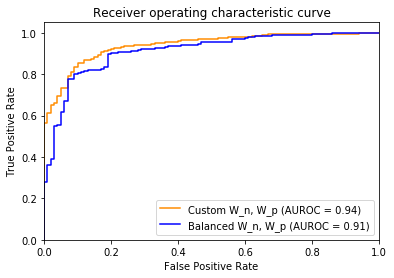 Receiver operating characteristic curve
True Positive Rate
1.0
0.8
0.6
0.4
0.2
0.0
Custom W_n, W_p (AUROC = 0.94)
Balanced W_n, W_p (AUROC = 0.91)
0.0 0.2 0.4 0.6 0.8 1.0
False Positive Rate